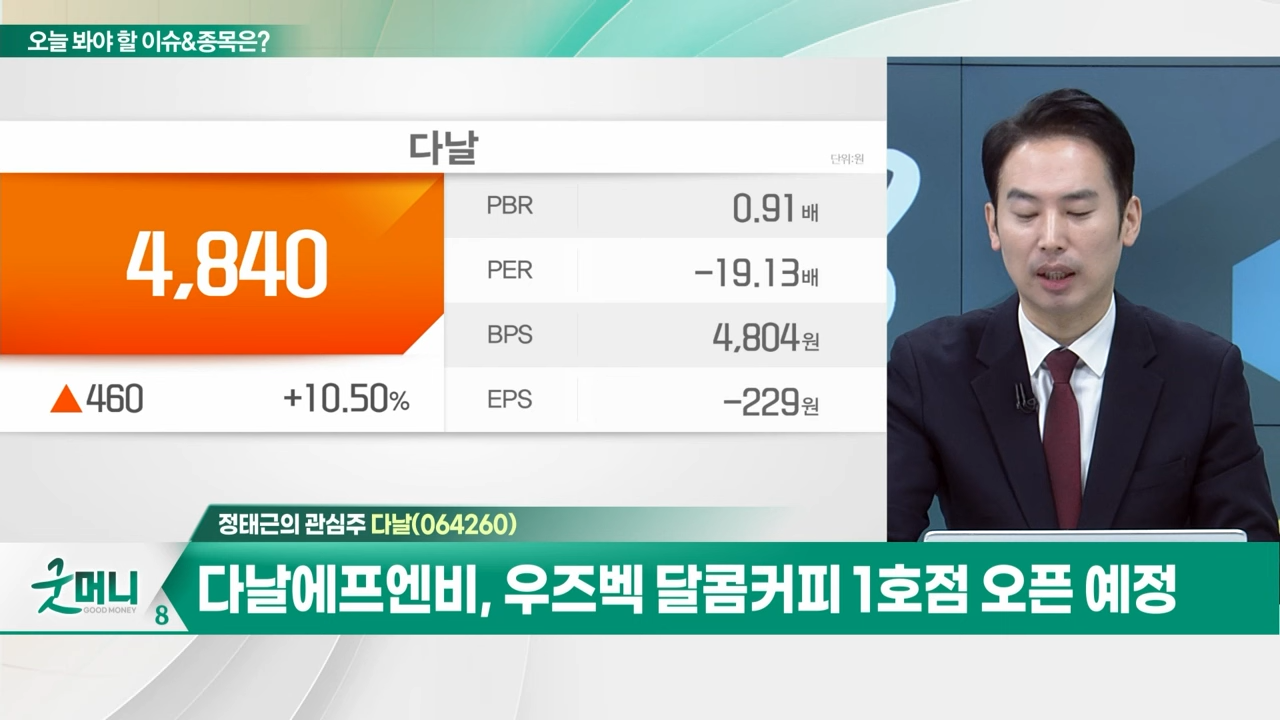 오늘 봐야 할 이슈&종목은?
다날
단위:원
4,840
▲460 +10.50%
PBR 0.91 배
PER -19.13배
BPS 4,804원
EPS -229원
정태근의 관심주 다날(064260)
굿머니
GOOD MONEY
8
다날에프엔비, 우즈벡 달콤커피 1호점 오픈 예정